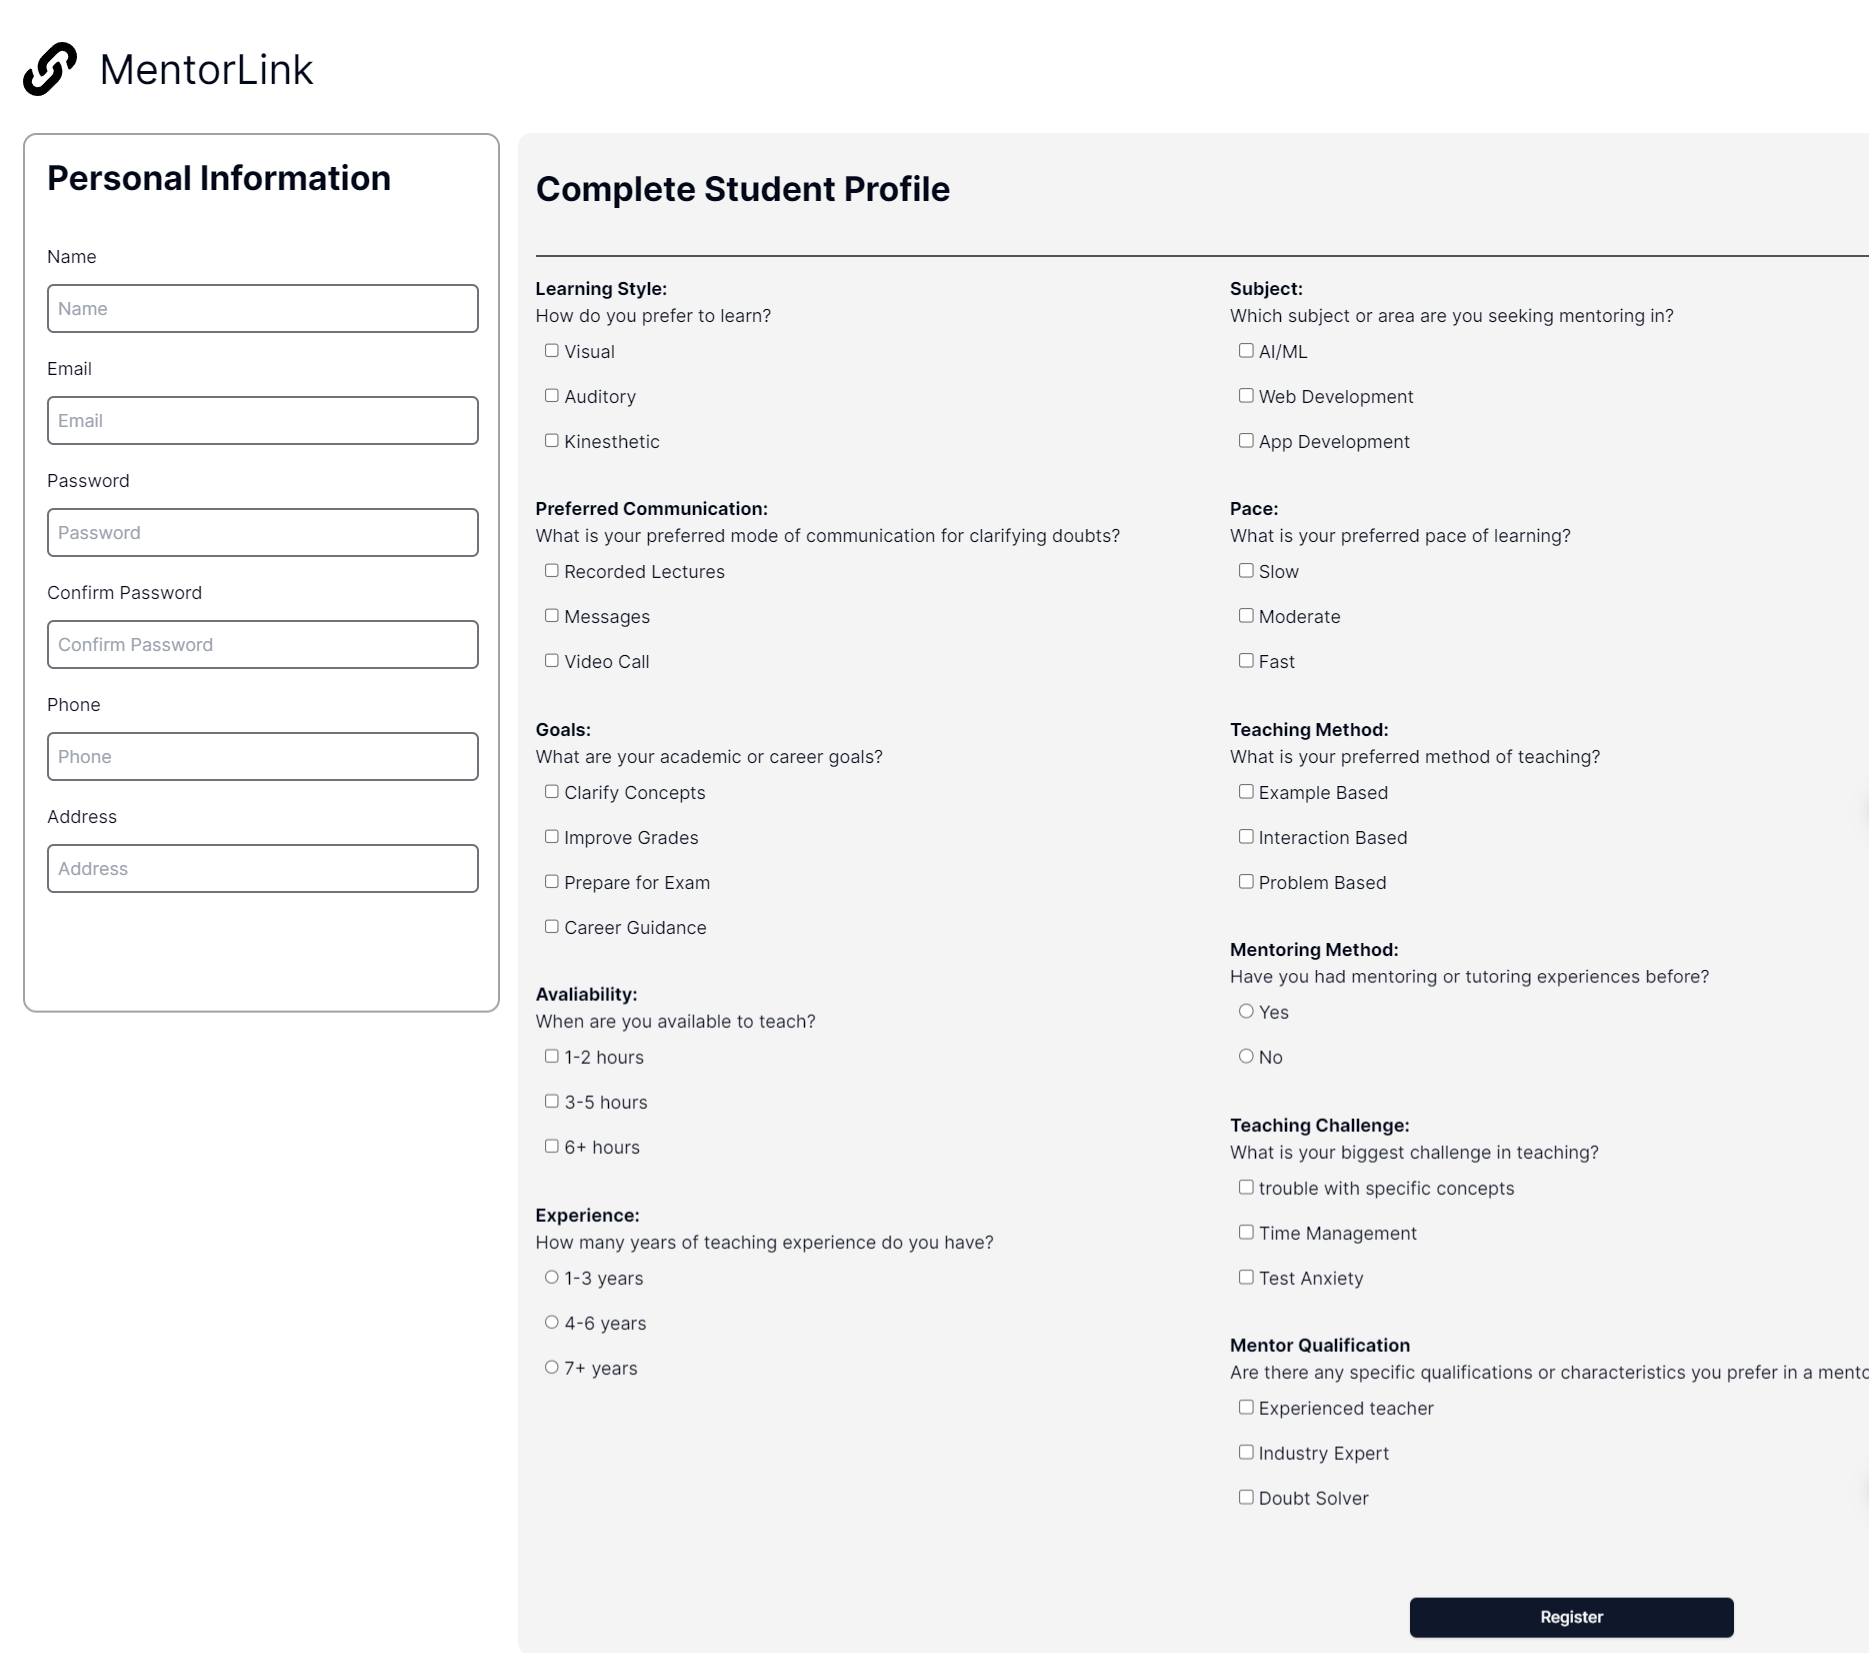 MentorLink
Personal Information
Name
Name
Email
Email
Password
Password
Confirm Password
Confirm Password
Phone
Phone
Address
Address
Complete Student Profile
Learning Style:
How do you prefer to learn?
Visual
Auditory
Kinesthetic
Preferred Communication:
What is your preferred mode of communication for clarifying doubts?
Recorded Lectures
Messages
Video Call
Goals:
What are your academic or career goals?
Clarify Concepts
Improve Grades
Prepare for Exam
Career Guidance
Avaliability:
When are you available to teach?
1-2 hours
3-5 hours
6+ hours
Experience:
How many years of teaching experience do you have?
1-3 years
4-6 years
7+ years
Subject:
Which subject or area are you seeking mentoring in?
AI/ML
Web Development
App Development
Pace:
What is your preferred pace of learning?
Slow
Moderate
Fast
Teaching Method:
What is your preferred method of teaching?
Example Based
Interaction Based
Problem Based
Mentoring Method:
Have you had mentoring or tutoring experiences before?
Yes
No
Teaching Challenge:
What is your biggest challenge in teaching?
trouble with specific concepts
Time Management
Test Anxiety
Mentor Qualification
Are there any specific qualifications or characteristics you prefer in a
Experienced teacher
Industry Expert
Doubt Solver
Register